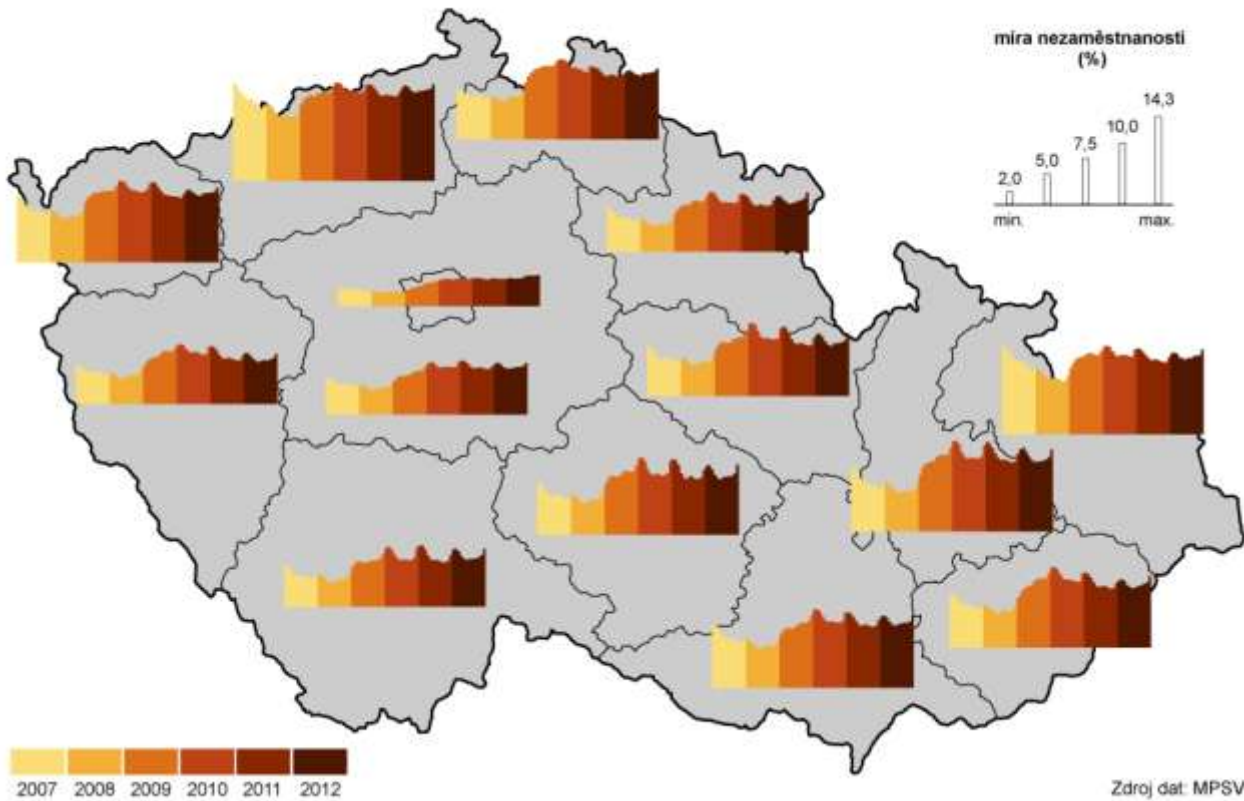 míra nezaměstnanosti
(%)
14,3
10,0
7,5
5,0
2,0
min.
max.
2007 2008 2009 2010 2011 2012
Zdroj dat: MPSV